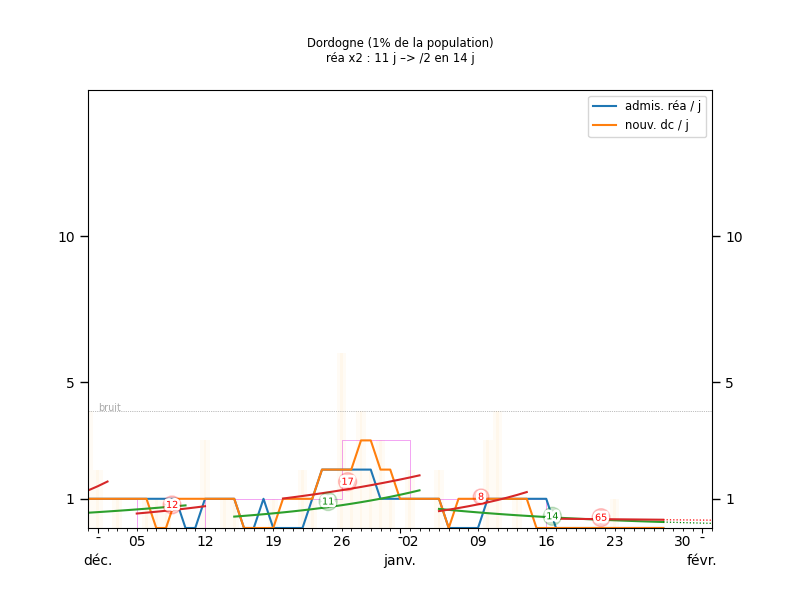 Dordogne (1% de la population)
réa x2 : 11 j –> /2 en 14 j
admis. réa / j
nouv. dc / j
10 10
5 5
bruit
1 1
12 17 11 8 14 65
05 12 19 26 02 09 16 23 30
déc. janv. févr.